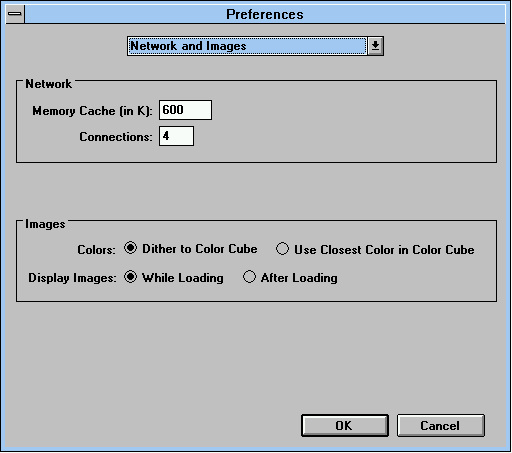 Preferences
Network and Images
Network
Memory Cache (in K): 600
Connections: 4
Images
Colors: Dither to Color Cube Use Closest Color in Color Cube
Display Images: While Loading After Loading
OK Cancel